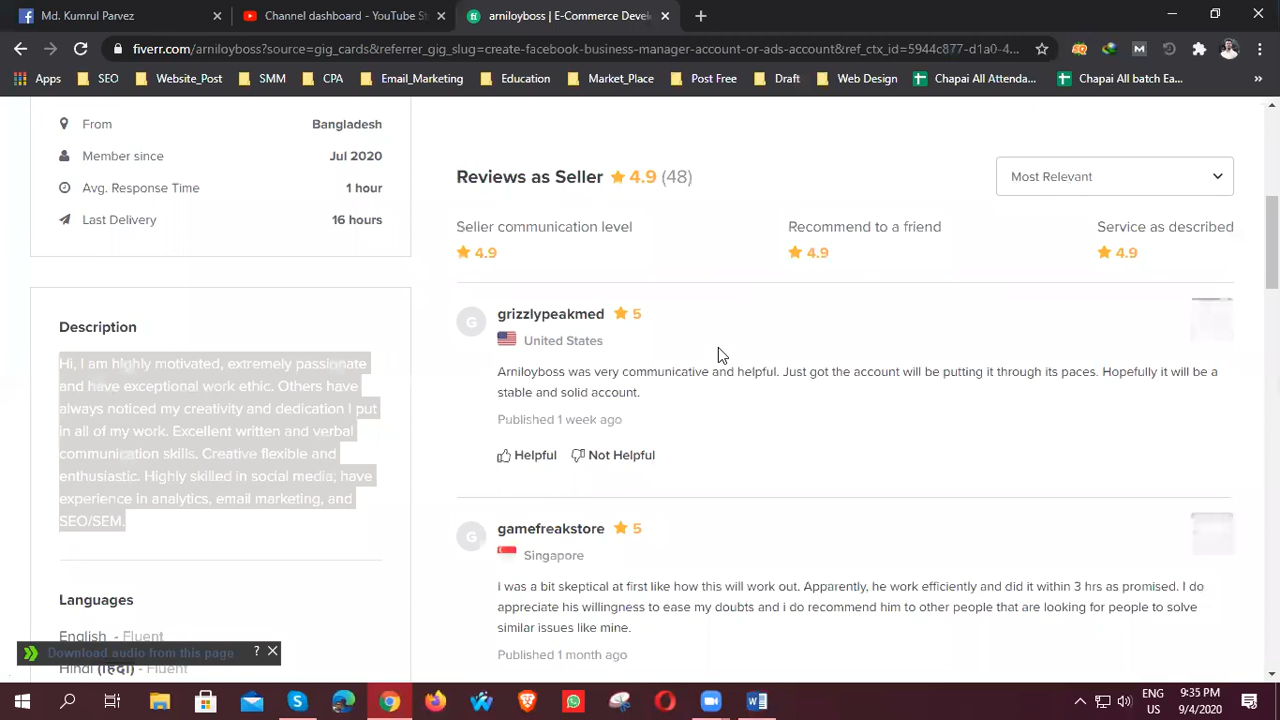 Md. Kumrul Parvez
Channel dashboard - YouTube S
arniloyboss | E-Commerce Devel
fiverr.com/arniloyboss?source=gig_cards&referrer_gig_slug=create-facebook-business-manager-account-or-ads-account&ref_ctx_id=5944c877-d1a0-4...
Apps SEO Website_Post SMM CPA Email_Marketing Education Market_Place Post Free Draft Web Design Chapai All Attenda... Chapai All batch Ea... »
From Bangladesh
Member since Jul 2020
Avg. Response Time 1 hour
Last Delivery 16 hours
Description
Hi, I am highly motivated, extremely passionate
and have exceptional work ethic. Others have
always noticed my creativity and dedication I put
in all of my work. Excellent written and verbal
communication skills. Creative flexible and
enthusiastic. Highly skilled in social media; have
experience in analytics, email marketing, and
SEO/SEM.
Languages
English - Fluent
Hindi (हिंदी) - Fluent
Download audio from this page ?
Reviews as Seller 4.9 (48)
Most Relevant
Seller communication level Recommend to a friend Service as described
4.9 4.9 4.9
G
grizzlypeakmed 5
United States
Arniloyboss was very communicative and helpful. Just got the account will be putting it through its paces. Hopefully it will be a
stable and solid account.
Published 1 week ago
Helpful Not Helpful
G
gamefreakstore 5
Singapore
i was a bit skeptical at first like how this will work out. Apparently, he work efficiently and did it within 3 hrs as promised. I do
appreciate his willingness to ease my doubts and i do recommend him to other people that are looking for people to solve
similar issues like mine.
Published 1 month ago
ENG
US
9:35 PM
9/4/2020